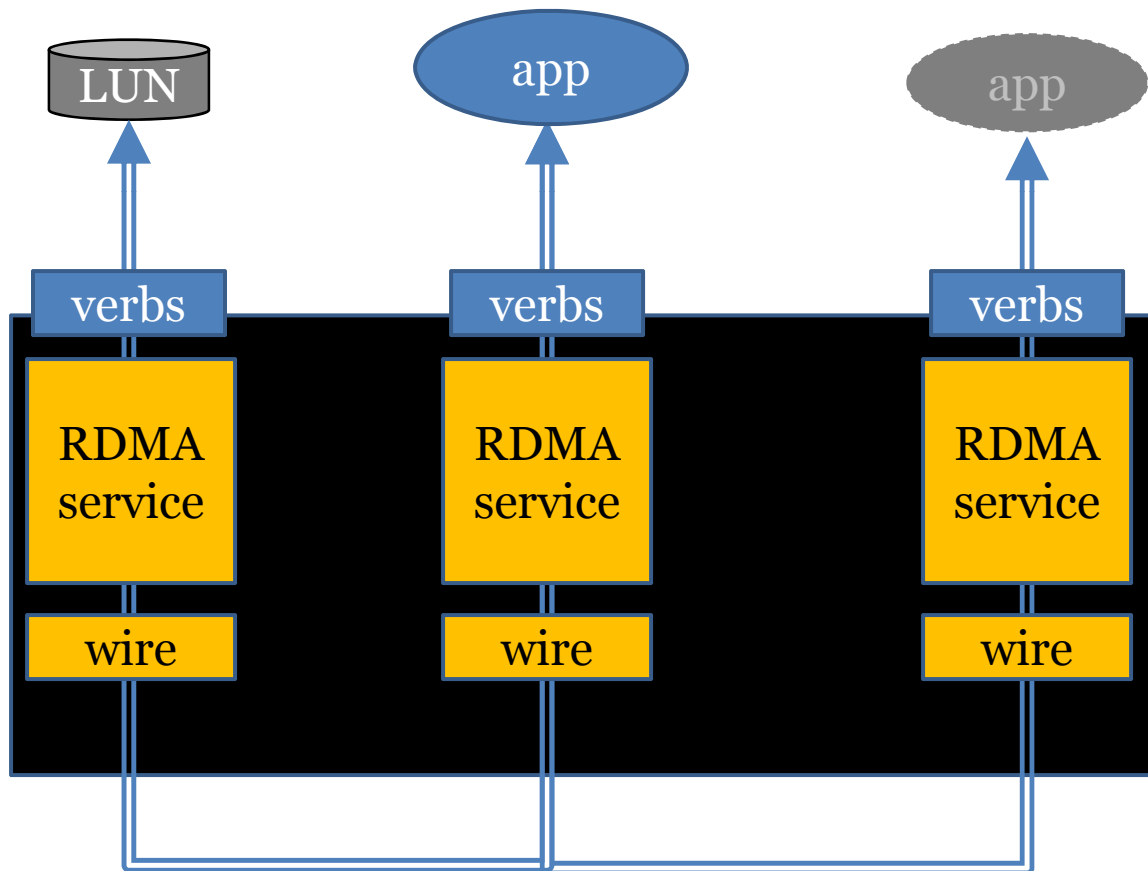 LUN
app
app
verbs
verbs
verbs
RDMA
service
RDMA
service
RDMA
service
wire
wire
wire